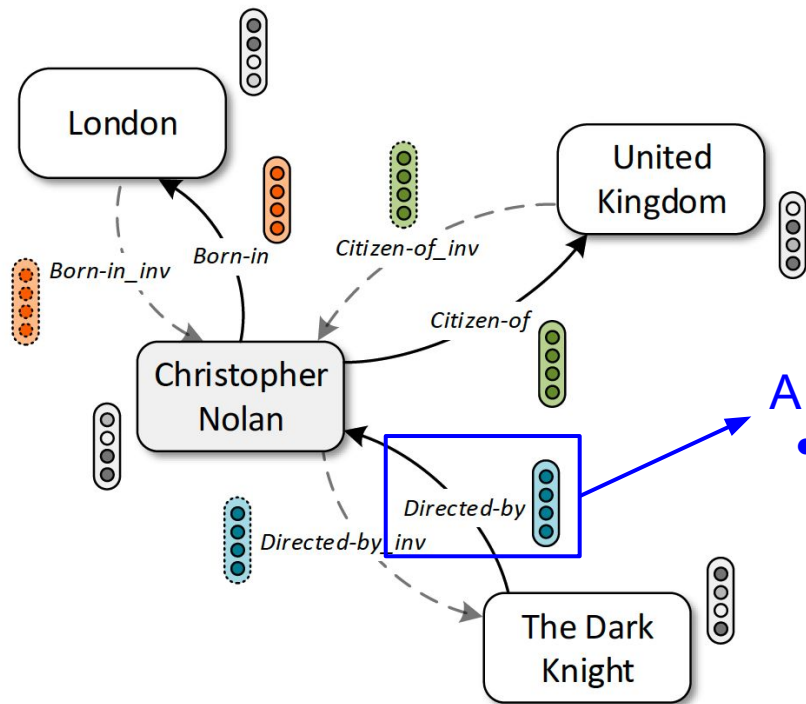 London
United
Kingdom
Born-in_inv
Born-in
Citizen-of_inv
Citizen-of
Christopher
Nolan
A
•
Directed-by
Directed-by_inv
The Dark
Knight